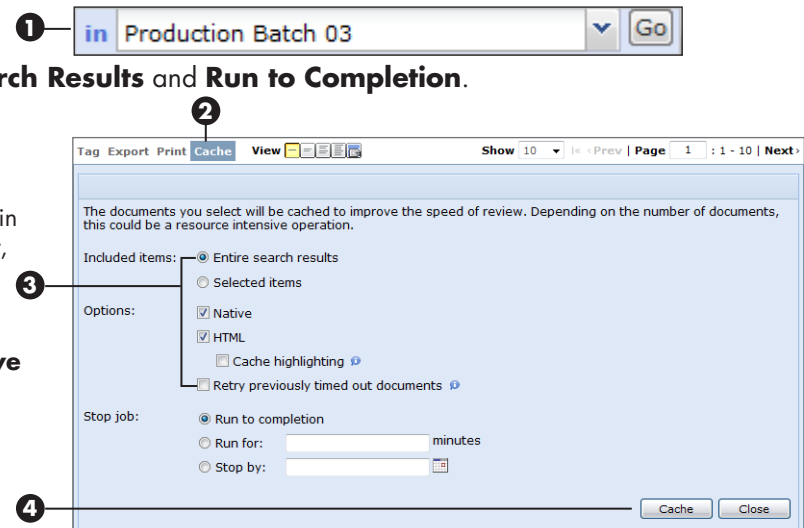 1 in Production Batch 03 Go
rch Results and Run to Completion.
2
Tag Export Print Cache View Show 10 |< <Prev | Page 1 : 1 - 10 | Next>
The documents you select will be cached to improve the speed of review. Depending on the number of documents,
this could be a resource intensive operation.
in
,
3
Included items: Entire search results
Selected items
Options: Native
HTML
Cache highlighting
ve
Retry previously timed out documents
Stop job: Run to completion
Run for: minutes
Stop by:
4 Cache Close